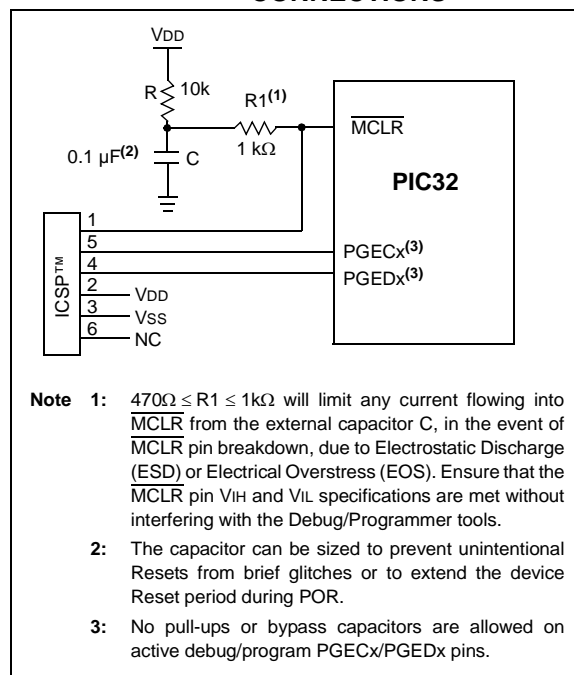 CONNECTIONS
VDD
R 10k
R1(1)
1 kΩ
0.1 µF(2) C
MCLR
PIC32
PGECx(3)
PGEDx(3)
ICSP™
1
5
4
2 VDD
3 VSS
6 NC
Note 1: 470Ω ≤ R1 ≤ 1kΩ will limit any current flowing into
MCLR from the external capacitor C, in the event of
MCLR pin breakdown, due to Electrostatic Discharge
(ESD) or Electrical Overstress (EOS). Ensure that the
MCLR pin VIH and VIL specifications are met without
interfering with the Debug/Programmer tools.
2: The capacitor can be sized to prevent unintentional
Resets from brief glitches or to extend the device
Reset period during POR.
3: No pull-ups or bypass capacitors are allowed on
active debug/program PGECx/PGEDx pins.